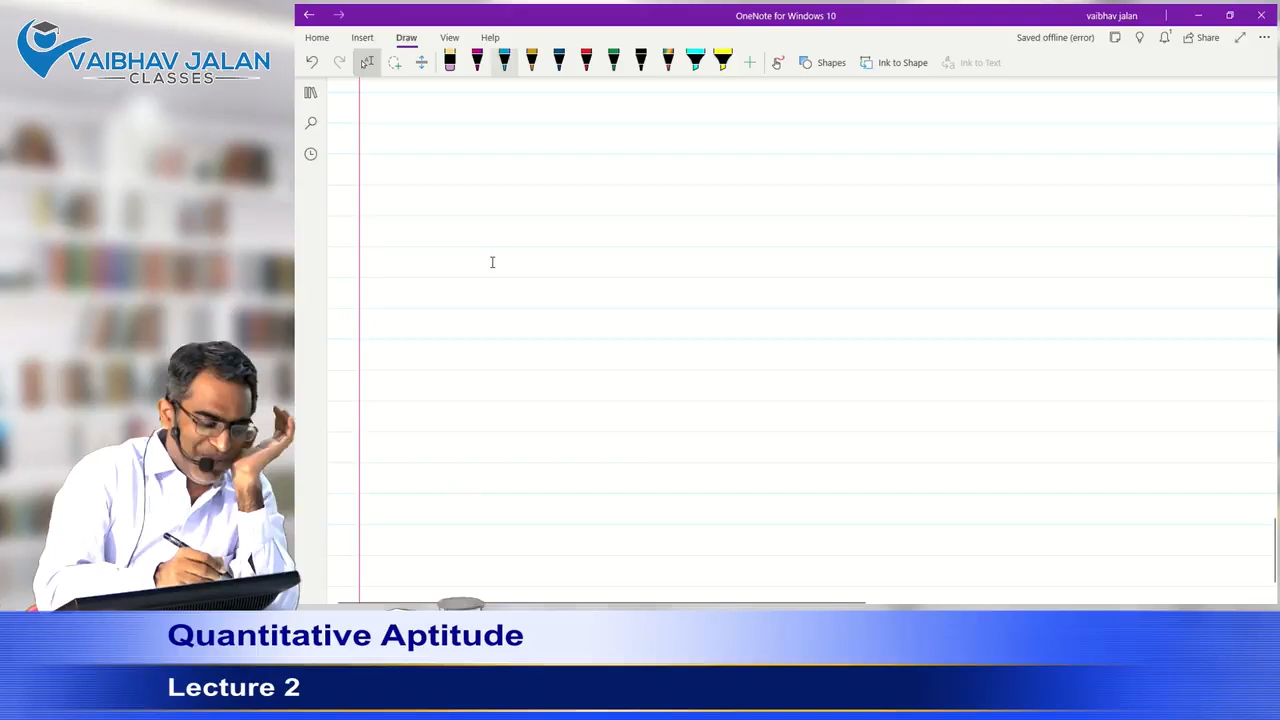 VAIBHAV JALAN
CLASSES
OneNote for Windows 10
vaibhav jalan
Home Insert Draw View Help
Saved offline (error)
1
Share
Shapes
Ink to Shape
Ink to Text
Quantitative Aptitude
Lecture 2